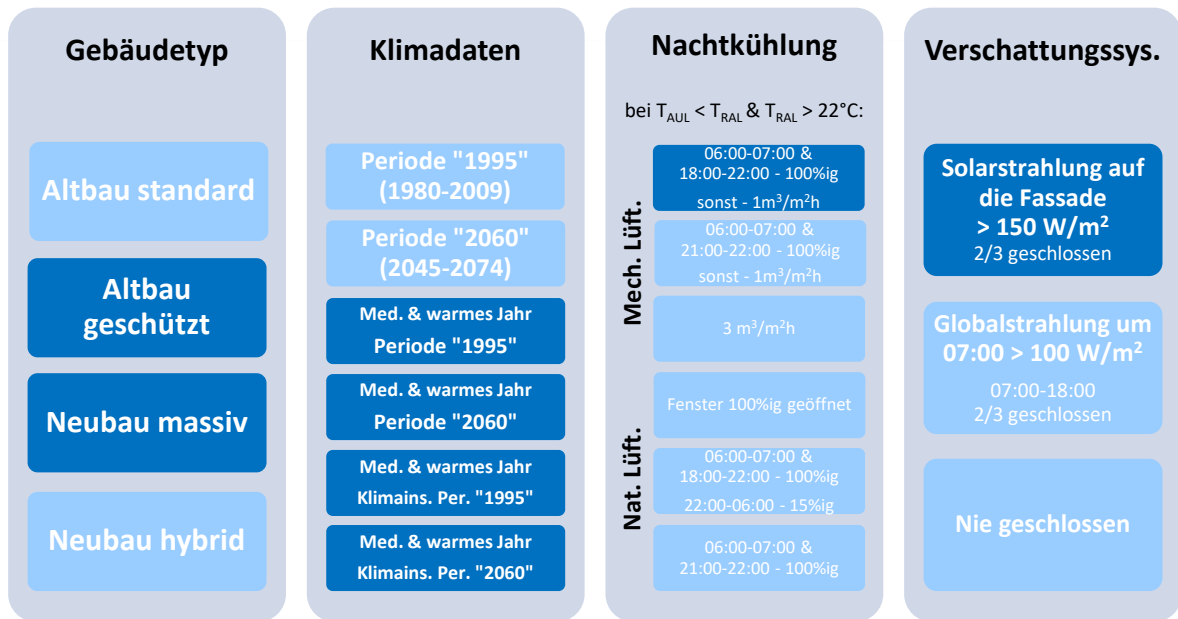 Gebäudetyp
Altbau standard
Altbau
geschützt
Neubau massiv
Neubau hybrid
Klimadaten
Periode "1995"
(1980-2009)
Periode "2060"
(2045-2074)
Med. & warmes Jahr
Periode "1995"
Med. & warmes Jahr
Periode "2060"
Med. & warmes Jahr
Klimains. Per. "1995"
Med. & warmes Jahr
Klimains. Per. "2060"
Nachtkühlung
bei T_AUL < T_RAL & T_RAL > 22°C:
Mech. Lüft.
06:00-07:00 &
18:00-22:00 - 100%ig
sonst - 1m³/m²h
06:00-07:00 &
21:00-22:00 - 100%ig
sonst - 1m³/m²h
3 m³/m²h
Nat. Lüft.
Fenster 100%ig geöffnet
06:00-07:00 &
18:00-22:00 - 100%ig
22:00-06:00 - 15%ig
06:00-07:00 &
21:00-22:00 - 100%ig
Verschattungssys.
Solarstrahlung auf
die Fassade
> 150 W/m²
2/3 geschlossen
Globalstrahlung um
07:00 > 100 W/m²
07:00-18:00
2/3 geschlossen
Nie geschlossen